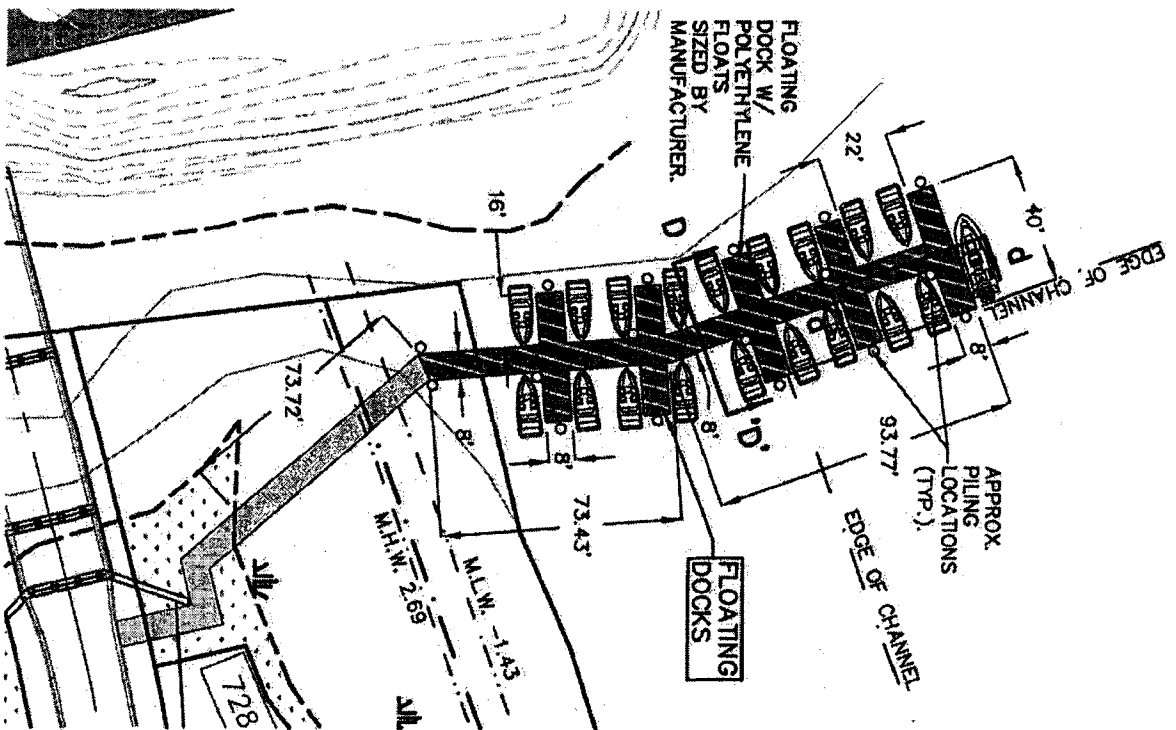 FLOATING
DOCK W/
POLYETHYLENE
FLOATS
SIZED BY
MANUFACTURER.
22'
40'
EDGE OF CHANNEL
16'
D
d
d
8'
93.77'
APPROX.
PILING
LOCATIONS
(TYP.).
EDGE OF CHANNEL
'D'
8'
73.72'
8'
8'
73.43'
FLOATING
DOCKS
M.L.W. -1.43
M.H.W. 2.69
728